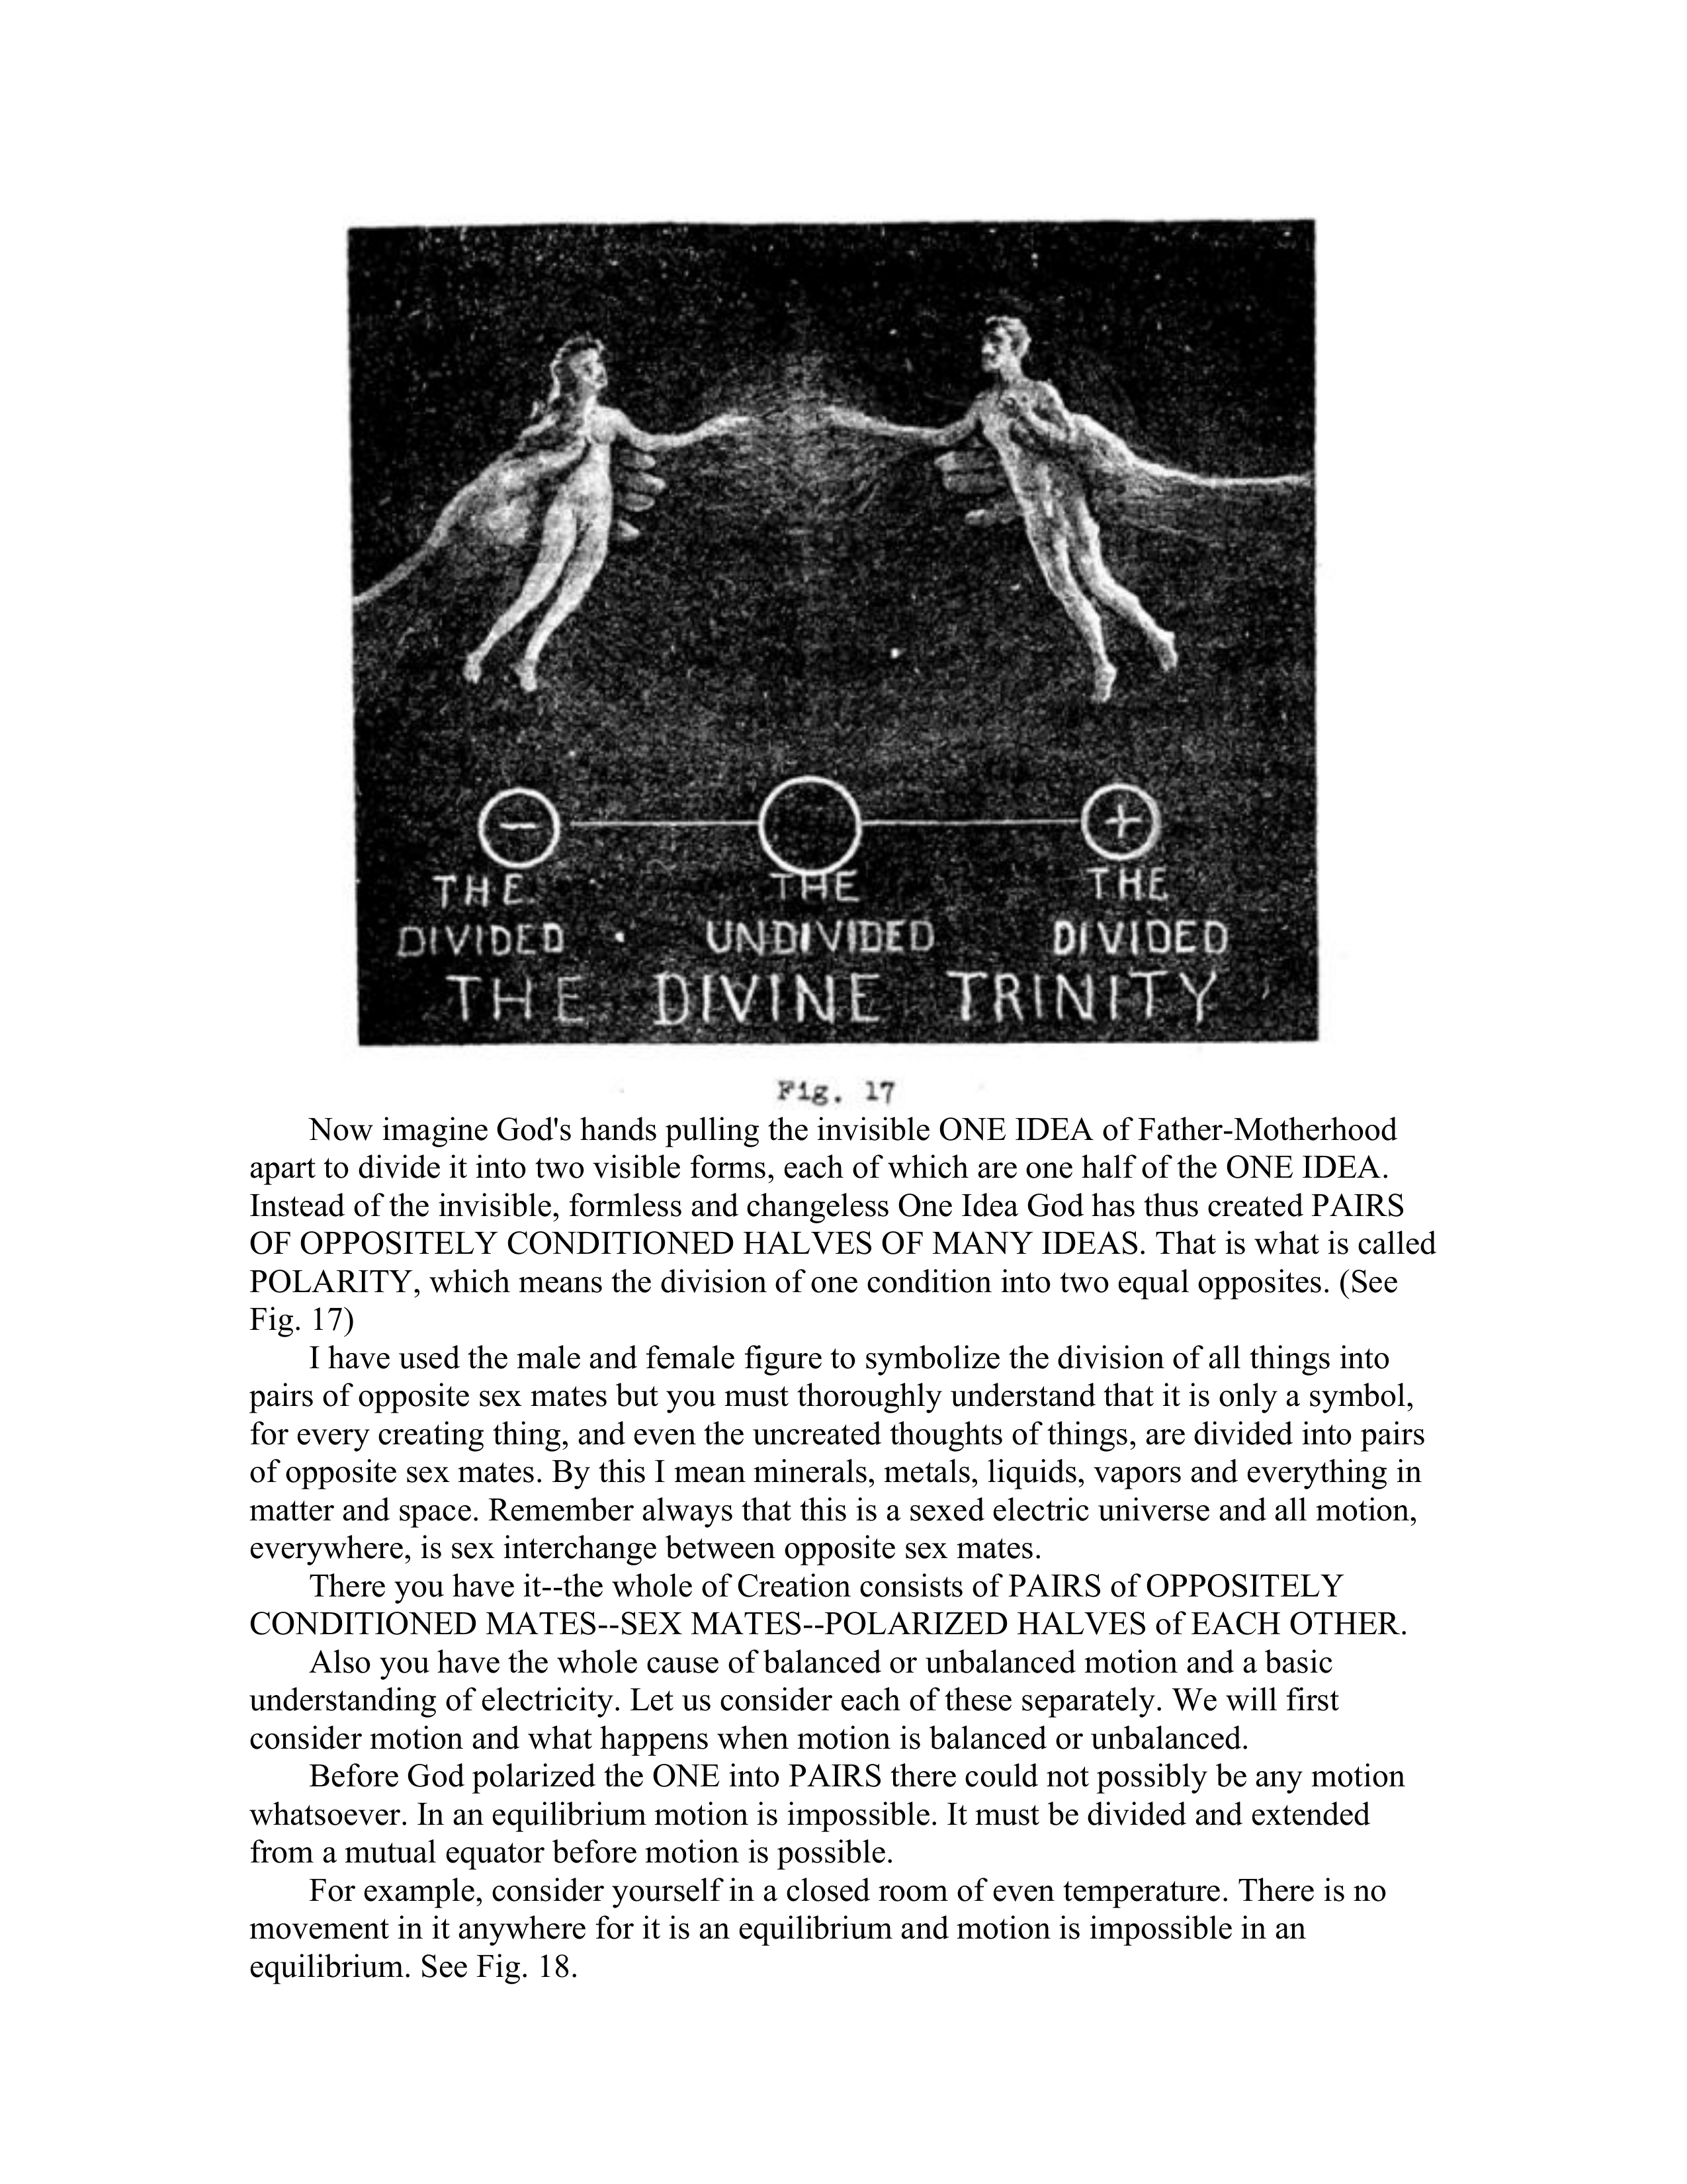 THE
DIVIDED
THE
UNDIVIDED
THE
DIVIDED
THE DIVINE TRINITY
Fig. 17
Now imagine God's hands pulling the invisible ONE IDEA of Father-Motherhood
apart to divide it into two visible forms, each of which are one half of the ONE IDEA.
Instead of the invisible, formless and changeless One Idea God has thus created PAIRS
OF OPPOSITELY CONDITIONED HALVES OF MANY IDEAS. That is what is called
POLARITY, which means the division of one condition into two equal opposites. (See
Fig. 17)
I have used the male and female figure to symbolize the division of all things into
pairs of opposite sex mates but you must thoroughly understand that it is only a symbol,
for every creating thing, and even the uncreated thoughts of things, are divided into pairs
of opposite sex mates. By this I mean minerals, metals, liquids, vapors and everything in
matter and space. Remember always that this is a sexed electric universe and all motion,
everywhere, is sex interchange between opposite sex mates.
There you have it--the whole of Creation consists of PAIRS of OPPOSITELY
CONDITIONED MATES--SEX MATES--POLARIZED HALVES of EACH OTHER.
Also you have the whole cause of balanced or unbalanced motion and a basic
understanding of electricity. Let us consider each of these separately. We will first
consider motion and what happens when motion is balanced or unbalanced.
Before God polarized the ONE into PAIRS there could not possibly be any motion
whatsoever. In an equilibrium motion is impossible. It must be divided and extended
from a mutual equator before motion is possible.
For example, consider yourself in a closed room of even temperature. There is no
movement in it anywhere for it is an equilibrium and motion is impossible in an
equilibrium. See Fig. 18.